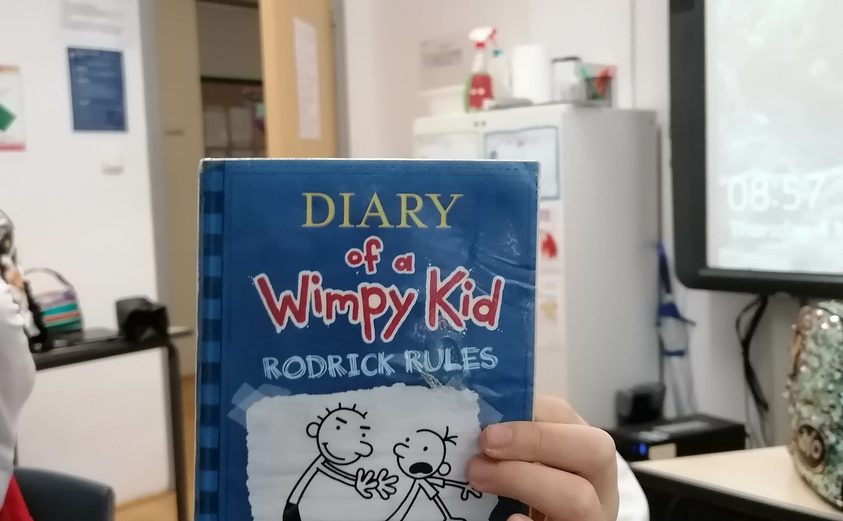 DIARY
of a
Wimpy Kid
RODRICK RULES
08:57